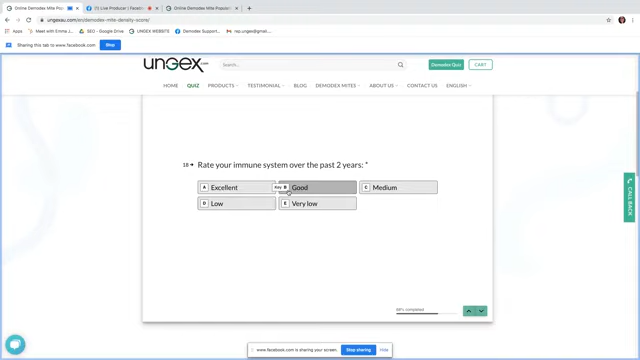 Online Demodex Mite Popul
(1) Live Producer | Faceb
Online Demodex Mite Popula
ungexau.com/en/demodex-mite-density-score/
Apps
Meet with Emma J...
SEO - Google Drive
UNGEX WEBSITE
Demodex Support...
Sharing this tab to www.facebook.com
Stop
ungex.com
Search...
Demodex Quiz
CART
HOME QUIZ PRODUCTS TESTIMONIAL BLOG DEMODEX MITES ABOUT US CONTACT US ENGLISH
18 Rate your immune system over the past 2 years: *
A Excellent
Key B Good
C Medium
D Low
E Very low
CALL BACK
% completed
www.facebook.com is sharing your screen.
Stop sharing
Hide